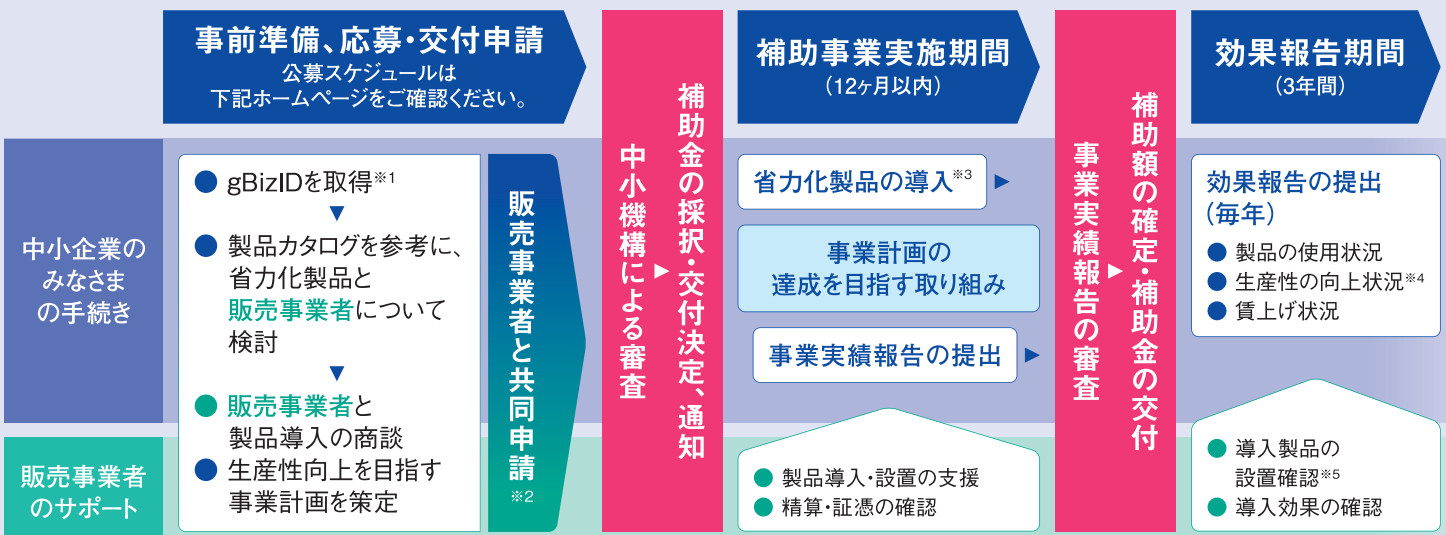 事前準備、応募・交付申請
公募スケジュールは
下記ホームページをご確認ください。
中小企業の
みなさま
の手続き
販売事業者
のサポート
● gBizIDを取得※1
▼
● 製品カタログを参考に、
省力化製品と
販売事業者について
検討
▼
● 販売事業者と
製品導入の商談
● 生産性向上を目指す
事業計画を策定
販売事業者と共同申請
※2
中小機構による審査
▶
補助金の採択・交付決定、通知
補助事業実施期間
(12ヶ月以内)
省力化製品の導入※3 ▶
事業計画の
達成を目指す取り組み
事業実績報告の提出 ▶
● 製品導入・設置の支援
● 精算・証憑の確認
事業実績報告の審査
▶
補助額の確定・補助金の交付
効果報告期間
(3年間)
効果報告の提出
(毎年)
● 製品の使用状況
● 生産性の向上状況※4
● 賃上げ状況
● 導入製品の
設置確認※5
● 導入効果の確認